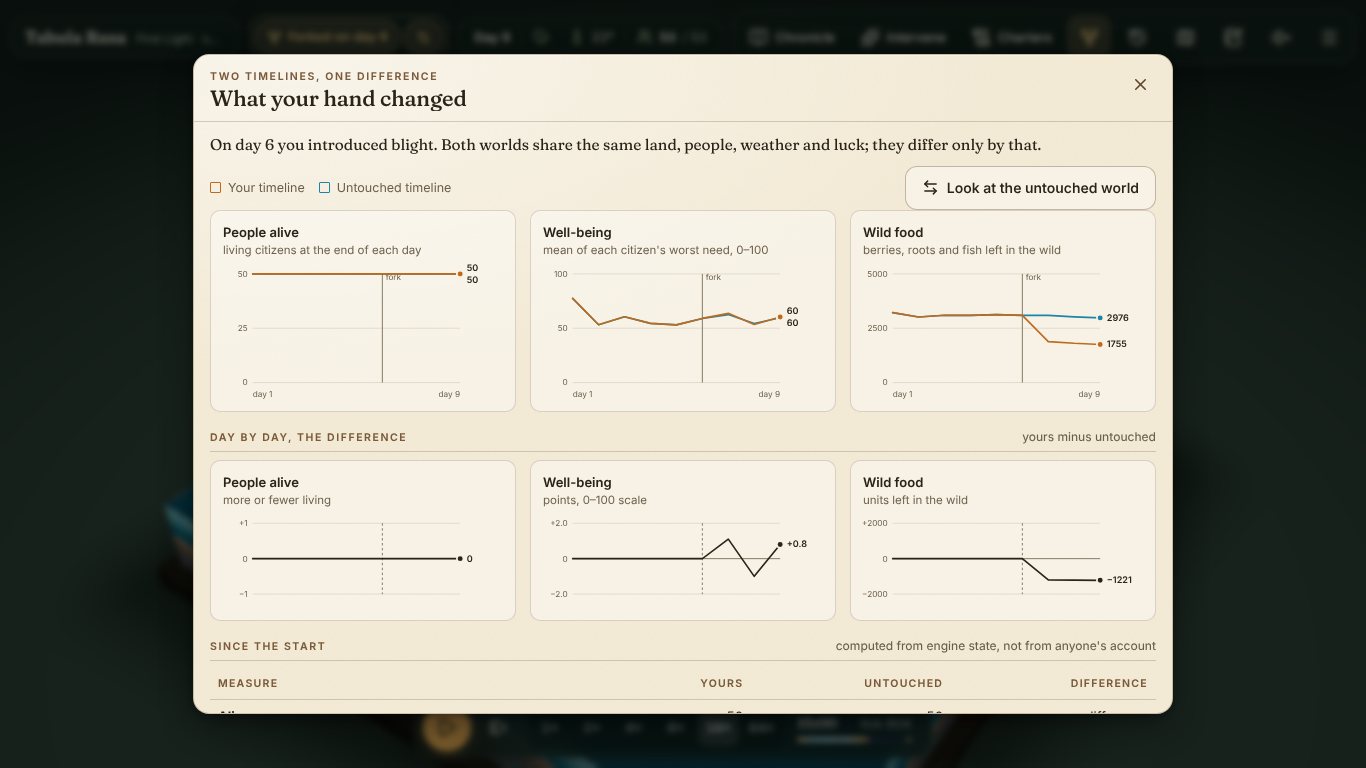 Tabula Rasa
Forked on day 6
Day 9
50 / 50
Chronicle
Intervene
Charters
TWO TIMELINES, ONE DIFFERENCE
What your hand changed
On day 6 you introduced blight. Both worlds share the same land, people, weather and luck; they differ only by that.
Your timeline
Untouched timeline
Look at the untouched world
People alive
living citizens at the end of each day
50
25
0
fork
50
50
day 1
day 9
Well-being
mean of each citizen's worst need, 0–100
100
50
0
fork
60
60
day 1
day 9
Wild food
berries, roots and fish left in the wild
5000
2500
0
fork
2976
1755
day 1
day 9
DAY BY DAY, THE DIFFERENCE
yours minus untouched
People alive
more or fewer living
+1
0
−1
0
Well-being
points, 0–100 scale
+2.0
0
−2.0
+0.8
Wild food
units left in the wild
+2000
0
−2000
−1221
SINCE THE START
computed from engine state, not from anyone's account
MEASURE
YOURS
UNTOUCHED
DIFFERENCE